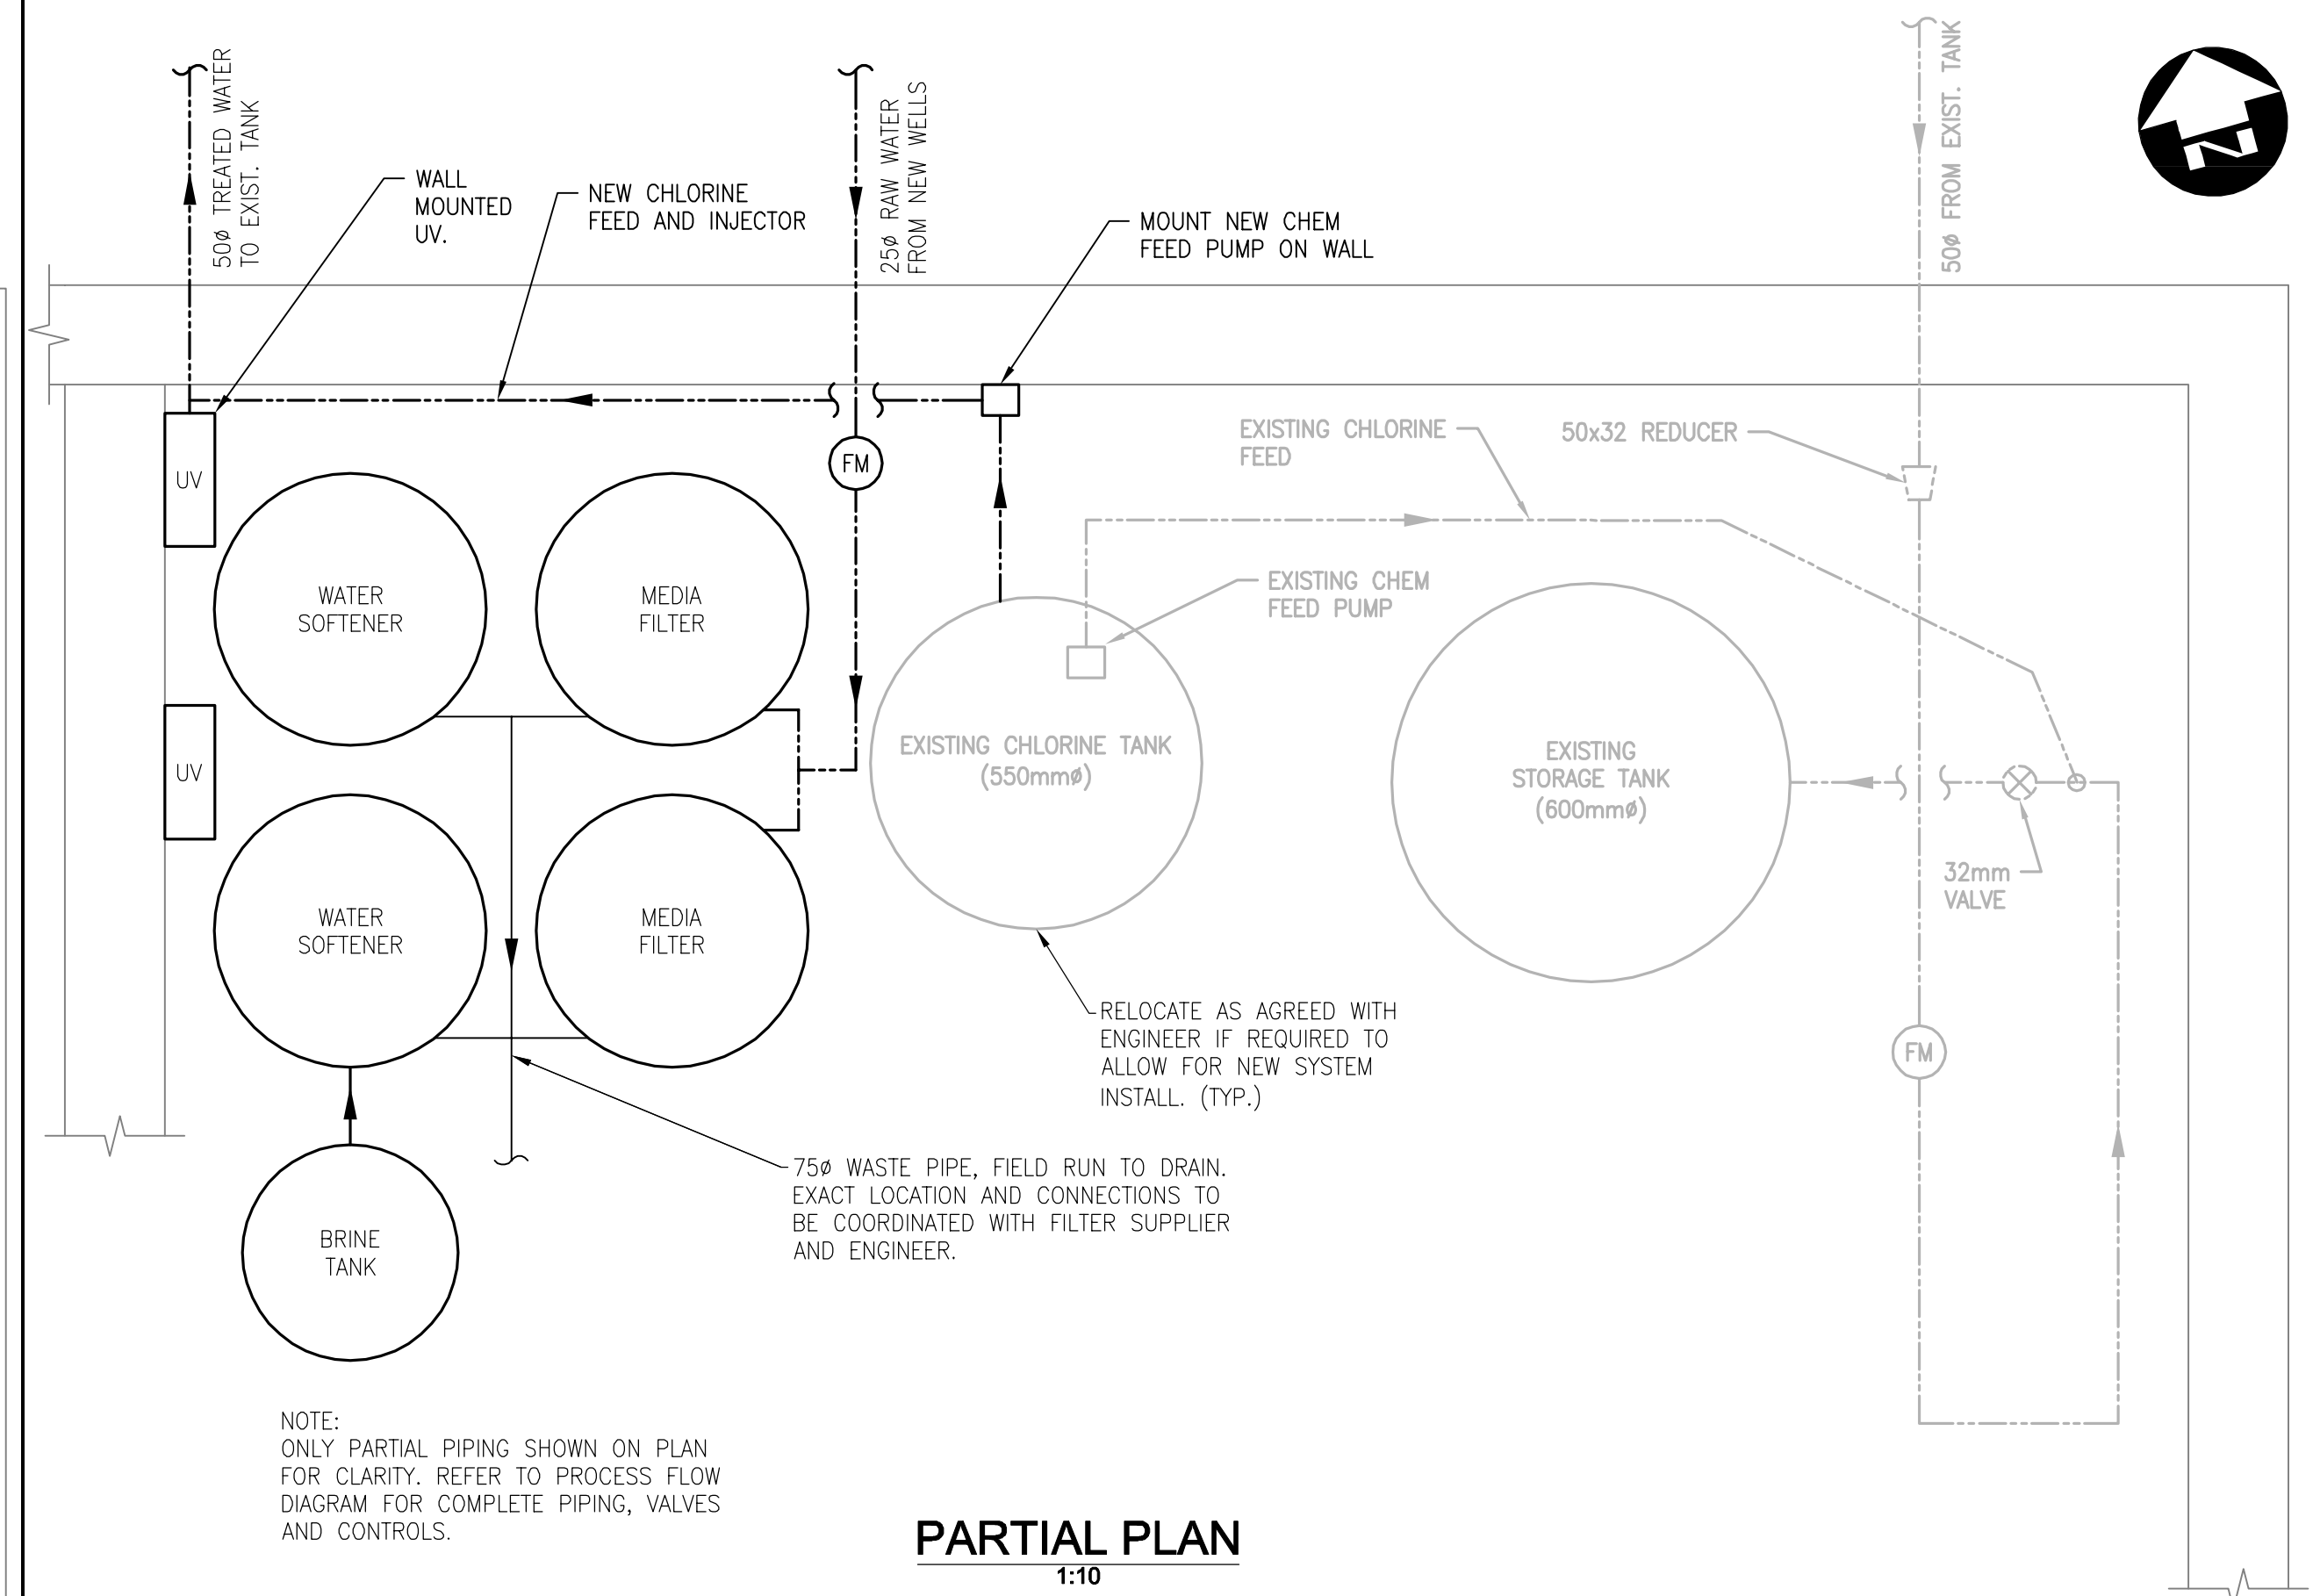 50ø TREATED WATER
TO EXIST. TANK
WALL
MOUNTED
UV.
NEW CHLORINE
FEED AND INJECTOR
25ø RAW WATER
FROM NEW WELLS
MOUNT NEW CHEM
FEED PUMP ON WALL
50ø FROM EXIST. TANK
N
UV
WATER
SOFTENER
MEDIA
FILTER
FM
EXISTING CHLORINE
FEED
50x32 REDUCER
EXISTING CHEM
FEED PUMP
UV
EXISTING CHLORINE TANK
(550mmø)
EXISTING
STORAGE TANK
(600mmø)
32mm
VALVE
WATER
SOFTENER
MEDIA
FILTER
FM
RELOCATE AS AGREED WITH
ENGINEER IF REQUIRED TO
ALLOW FOR NEW SYSTEM
INSTALL. (TYP.)
75ø WASTE PIPE, FIELD RUN TO DRAIN.
EXACT LOCATION AND CONNECTIONS TO
BE COORDINATED WITH FILTER SUPPLIER
AND ENGINEER.
BRINE
TANK
NOTE:
ONLY PARTIAL PIPING SHOWN ON PLAN
FOR CLARITY. REFER TO PROCESS FLOW
DIAGRAM FOR COMPLETE PIPING, VALVES
AND CONTROLS.
PARTIAL PLAN
1:10